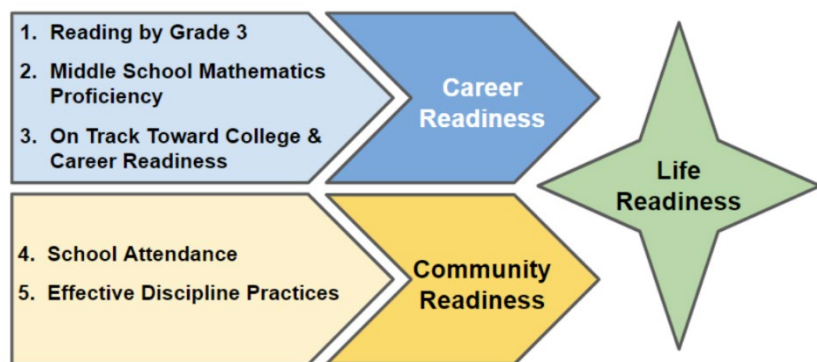 1. Reading by Grade 3
2. Middle School Mathematics
Proficiency
3. On Track Toward College &
Career Readiness
Career
Readiness
4. School Attendance
5. Effective Discipline Practices
Community
Readiness
Life
Readiness